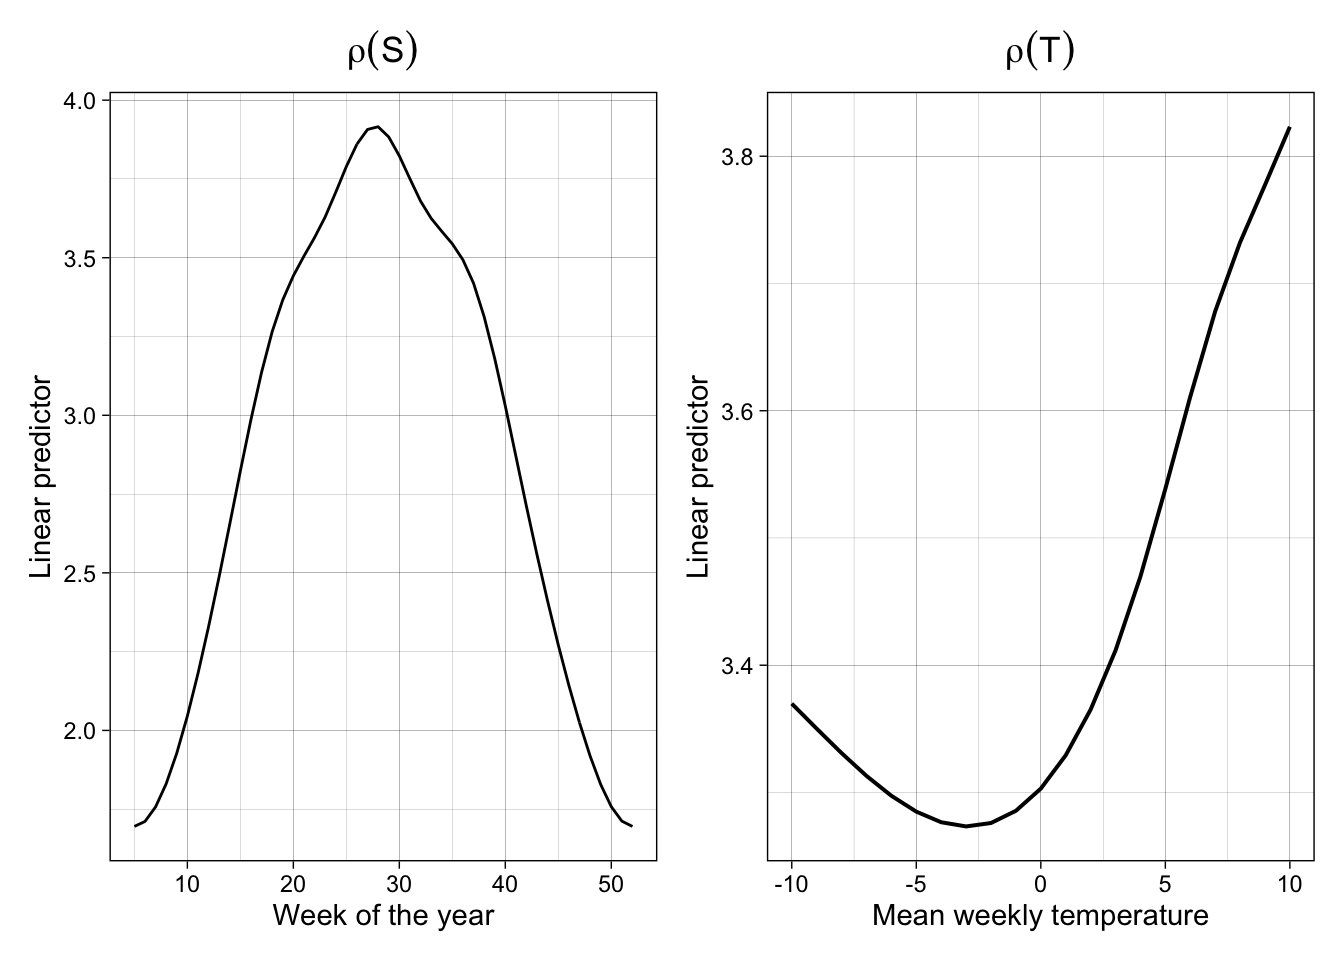 ρ(S)
4.0
3.5
3.0
2.5
2.0
Linear predictor
10 20 30 40 50
Week of the year
ρ(T)
3.8
3.6
3.4
Linear predictor
-10 -5 0 5 10
Mean weekly temperature